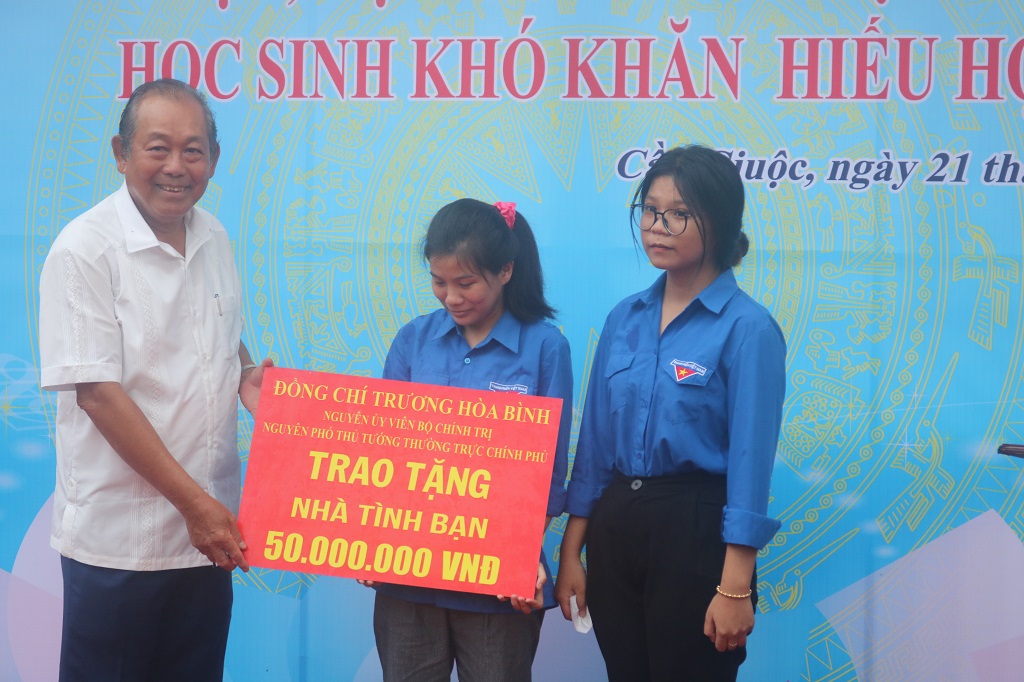 HỌC SINH KHÓ KHĂN HIẾU HỌ
Cần Giuộc, ngày 21 th
ĐỒNG CHÍ TRƯƠNG HÒA BÌNH
NGUYÊN ỦY VIÊN BỘ CHÍNH TRỊ
NGUYÊN PHÓ THỦ TƯỚNG THƯỜNG TRỰC CHÍNH PHỦ
TRAO TẶNG
NHÀ TÌNH BẠN
50.000.000 VNĐ